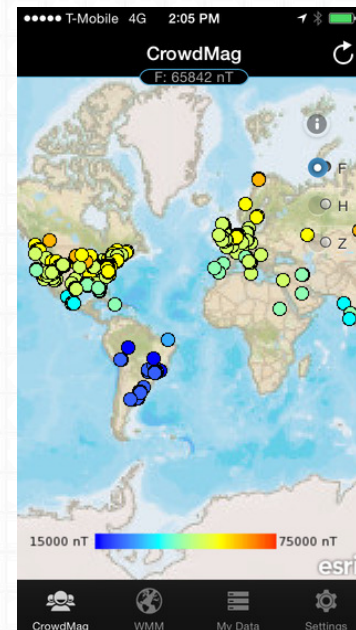 T-Mobile 4G 2:05 PM
CrowdMag
F: 65842 nT
i
F
H
Z
15000 nT 75000 nT
esri
CrowdMag WMM My Data Settings